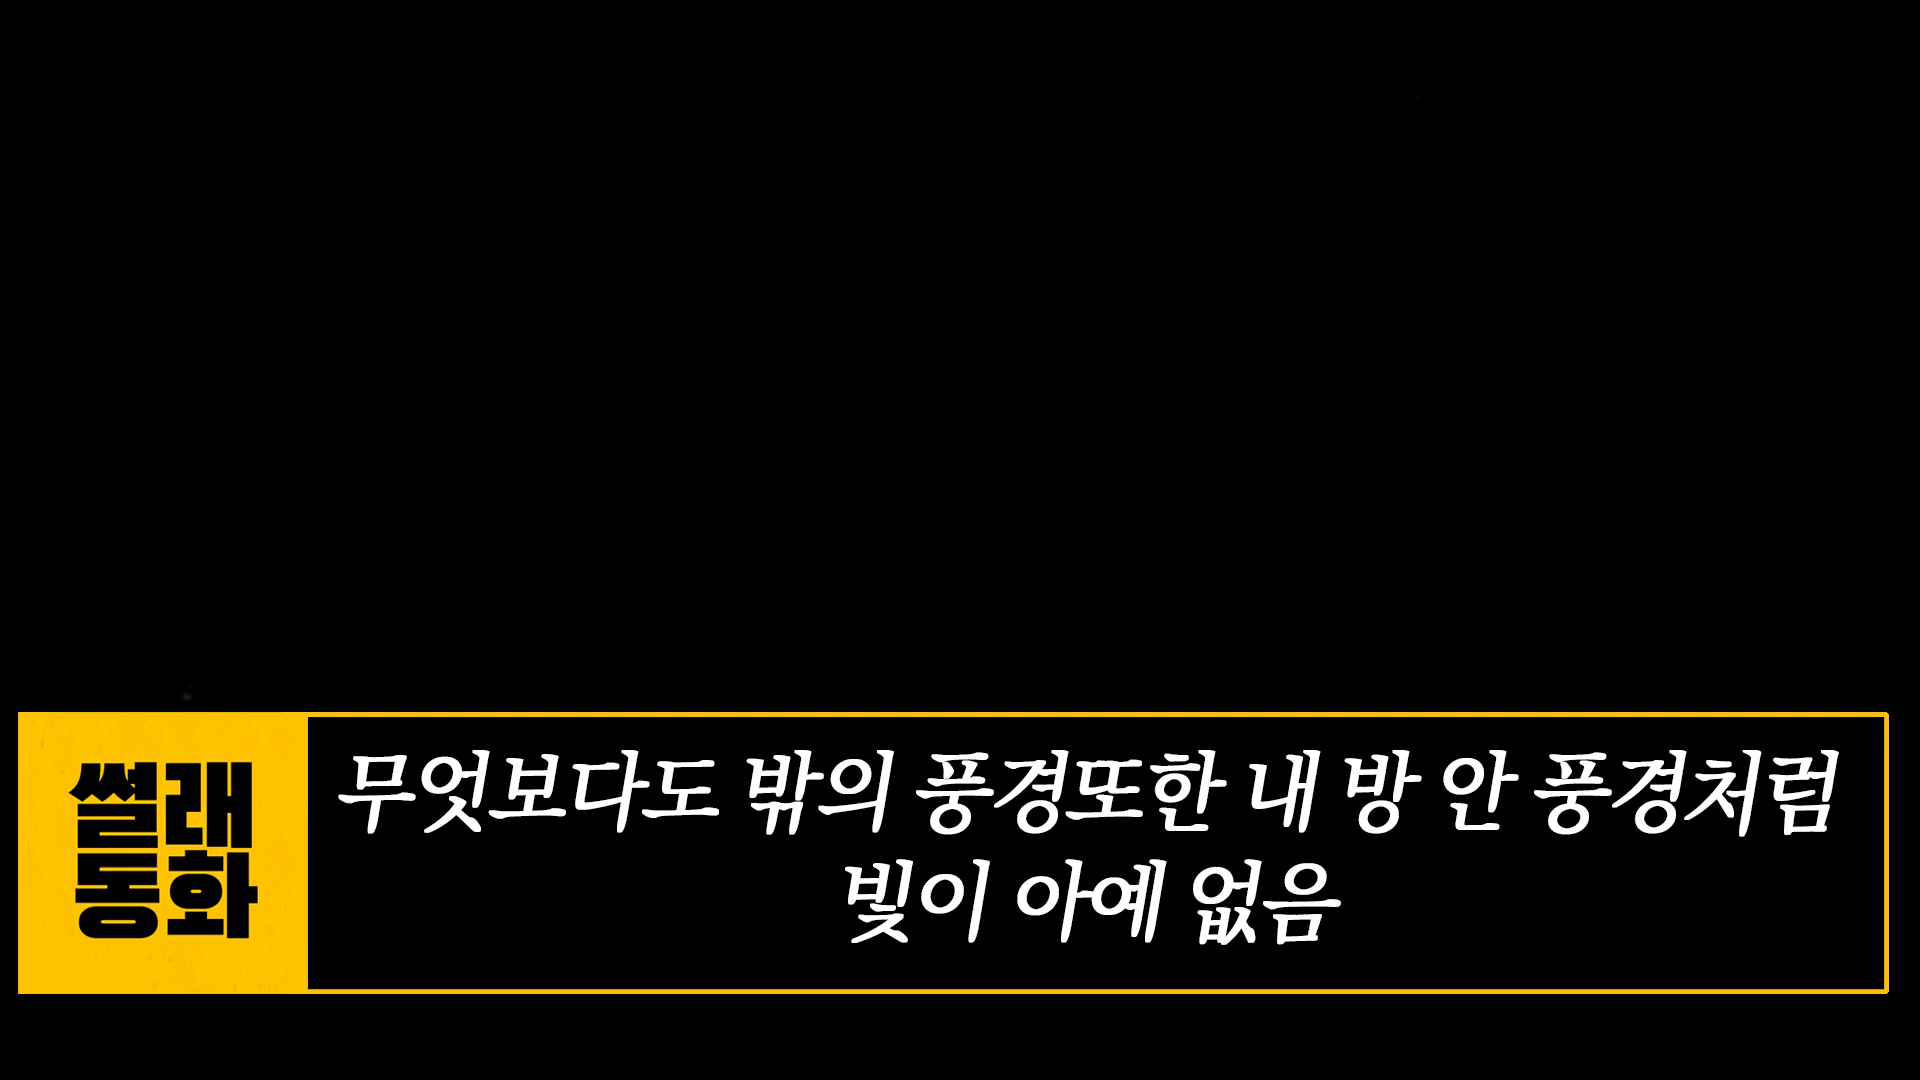 썰래
동화
무엇보다도 밖의 풍경또한 내 방 안 풍경처럼
빛이 아예 없음